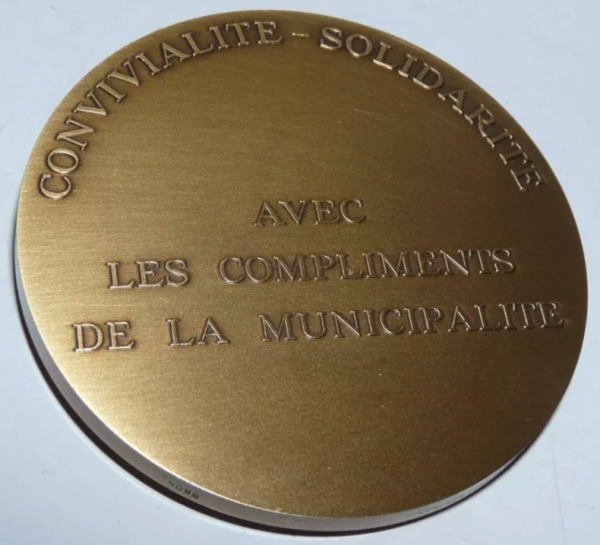 CONVIVIALITE - SOLIDARITE
AVEC
LES COMPLIMENTS
DE LA MUNICIPALITE